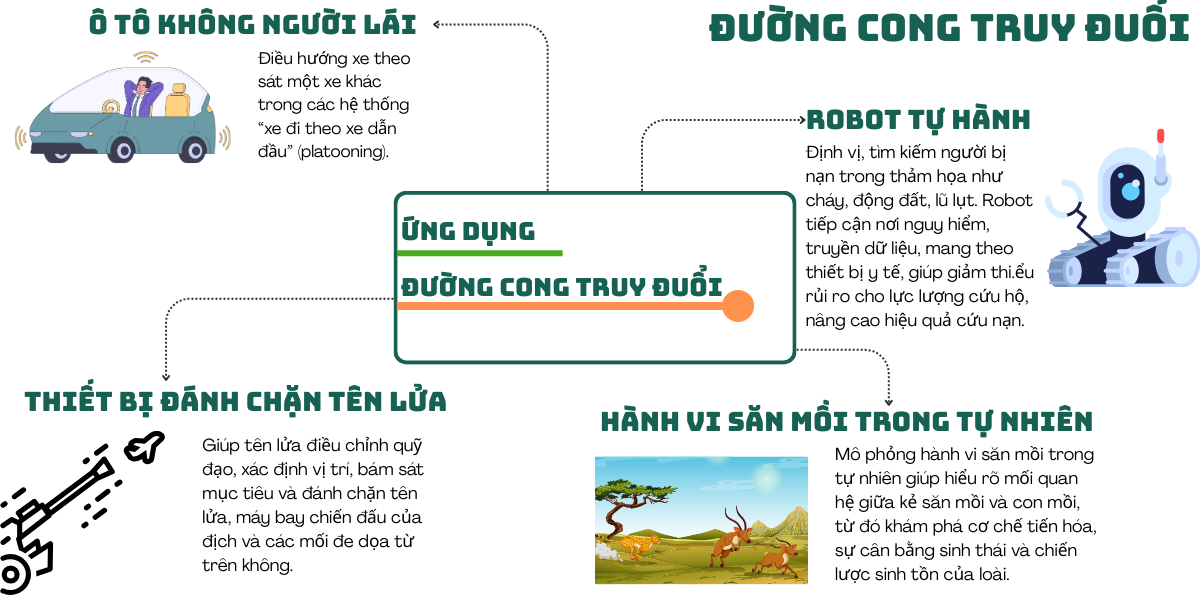 ĐƯỜNG CONG TRUY ĐUỔI
Ô TÔ KHÔNG NGƯỜI LÁI
Điều hướng xe theo
sát một xe khác
trong các hệ thống
“xe đi theo xe dẫn
đầu” (platooning).
ROBOT TỰ HÀNH
Định vị, tìm kiếm người bị
nạn trong thảm họa như
cháy, động đất, lũ lụt. Robot
tiếp cận nơi nguy hiểm,
truyền dữ liệu, mang theo
thiết bị y tế, giúp giảm thi.ểu
rủi ro cho lực lượng cứu hộ,
nâng cao hiệu quả cứu nạn.
ỨNG DỤNG
ĐƯỜNG CONG TRUY ĐUỔI
THIẾT BỊ ĐÁNH CHẶN TÊN LỬA
Giúp tên lửa điều chỉnh quỹ
đạo, xác định vị trí, bám sát
mục tiêu và đánh chặn tên
lửa, máy bay chiến đấu của
địch và các mối đe dọa từ
trên không.
HÀNH VI SĂN MỒI TRONG TỰ NHIÊN
Mô phỏng hành vi săn mồi trong
tự nhiên giúp hiểu rõ mối quan
hệ giữa kẻ săn mồi và con mồi,
từ đó khám phá cơ chế tiến hóa,
sự cân bằng sinh thái và chiến
lược sinh tồn của loài.